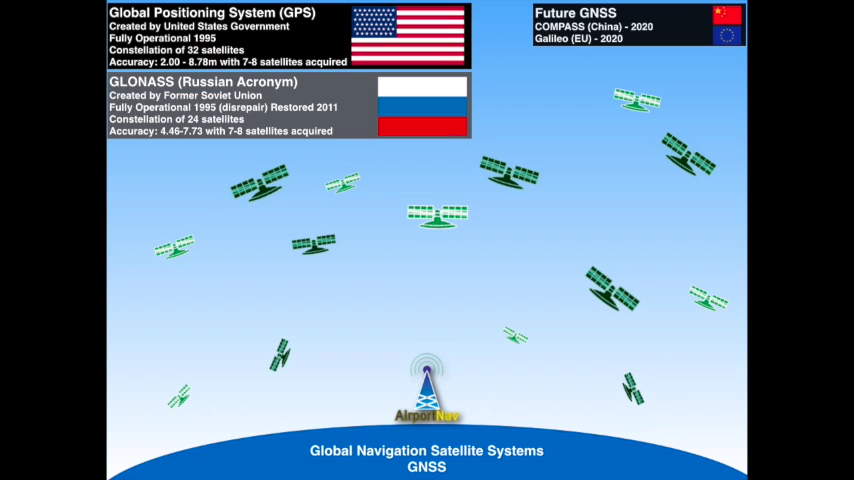 Global Positioning System (GPS)
Created by United States Government
Fully Operational 1995
Constellation of 32 satellites
Accuracy: 2.00 - 8.78m with 7-8 satellites acquired
GLONASS (Russian Acronym)
Created by Former Soviet Union
Fully Operational 1995 (disrepair) Restored 2011
Constellation of 24 satellites
Accuracy: 4.46-7.73 with 7-8 satellites acquired
Future GNSS
COMPASS (China) - 2020
Galileo (EU) - 2020
AirportNav
Global Navigation Satellite Systems
GNSS